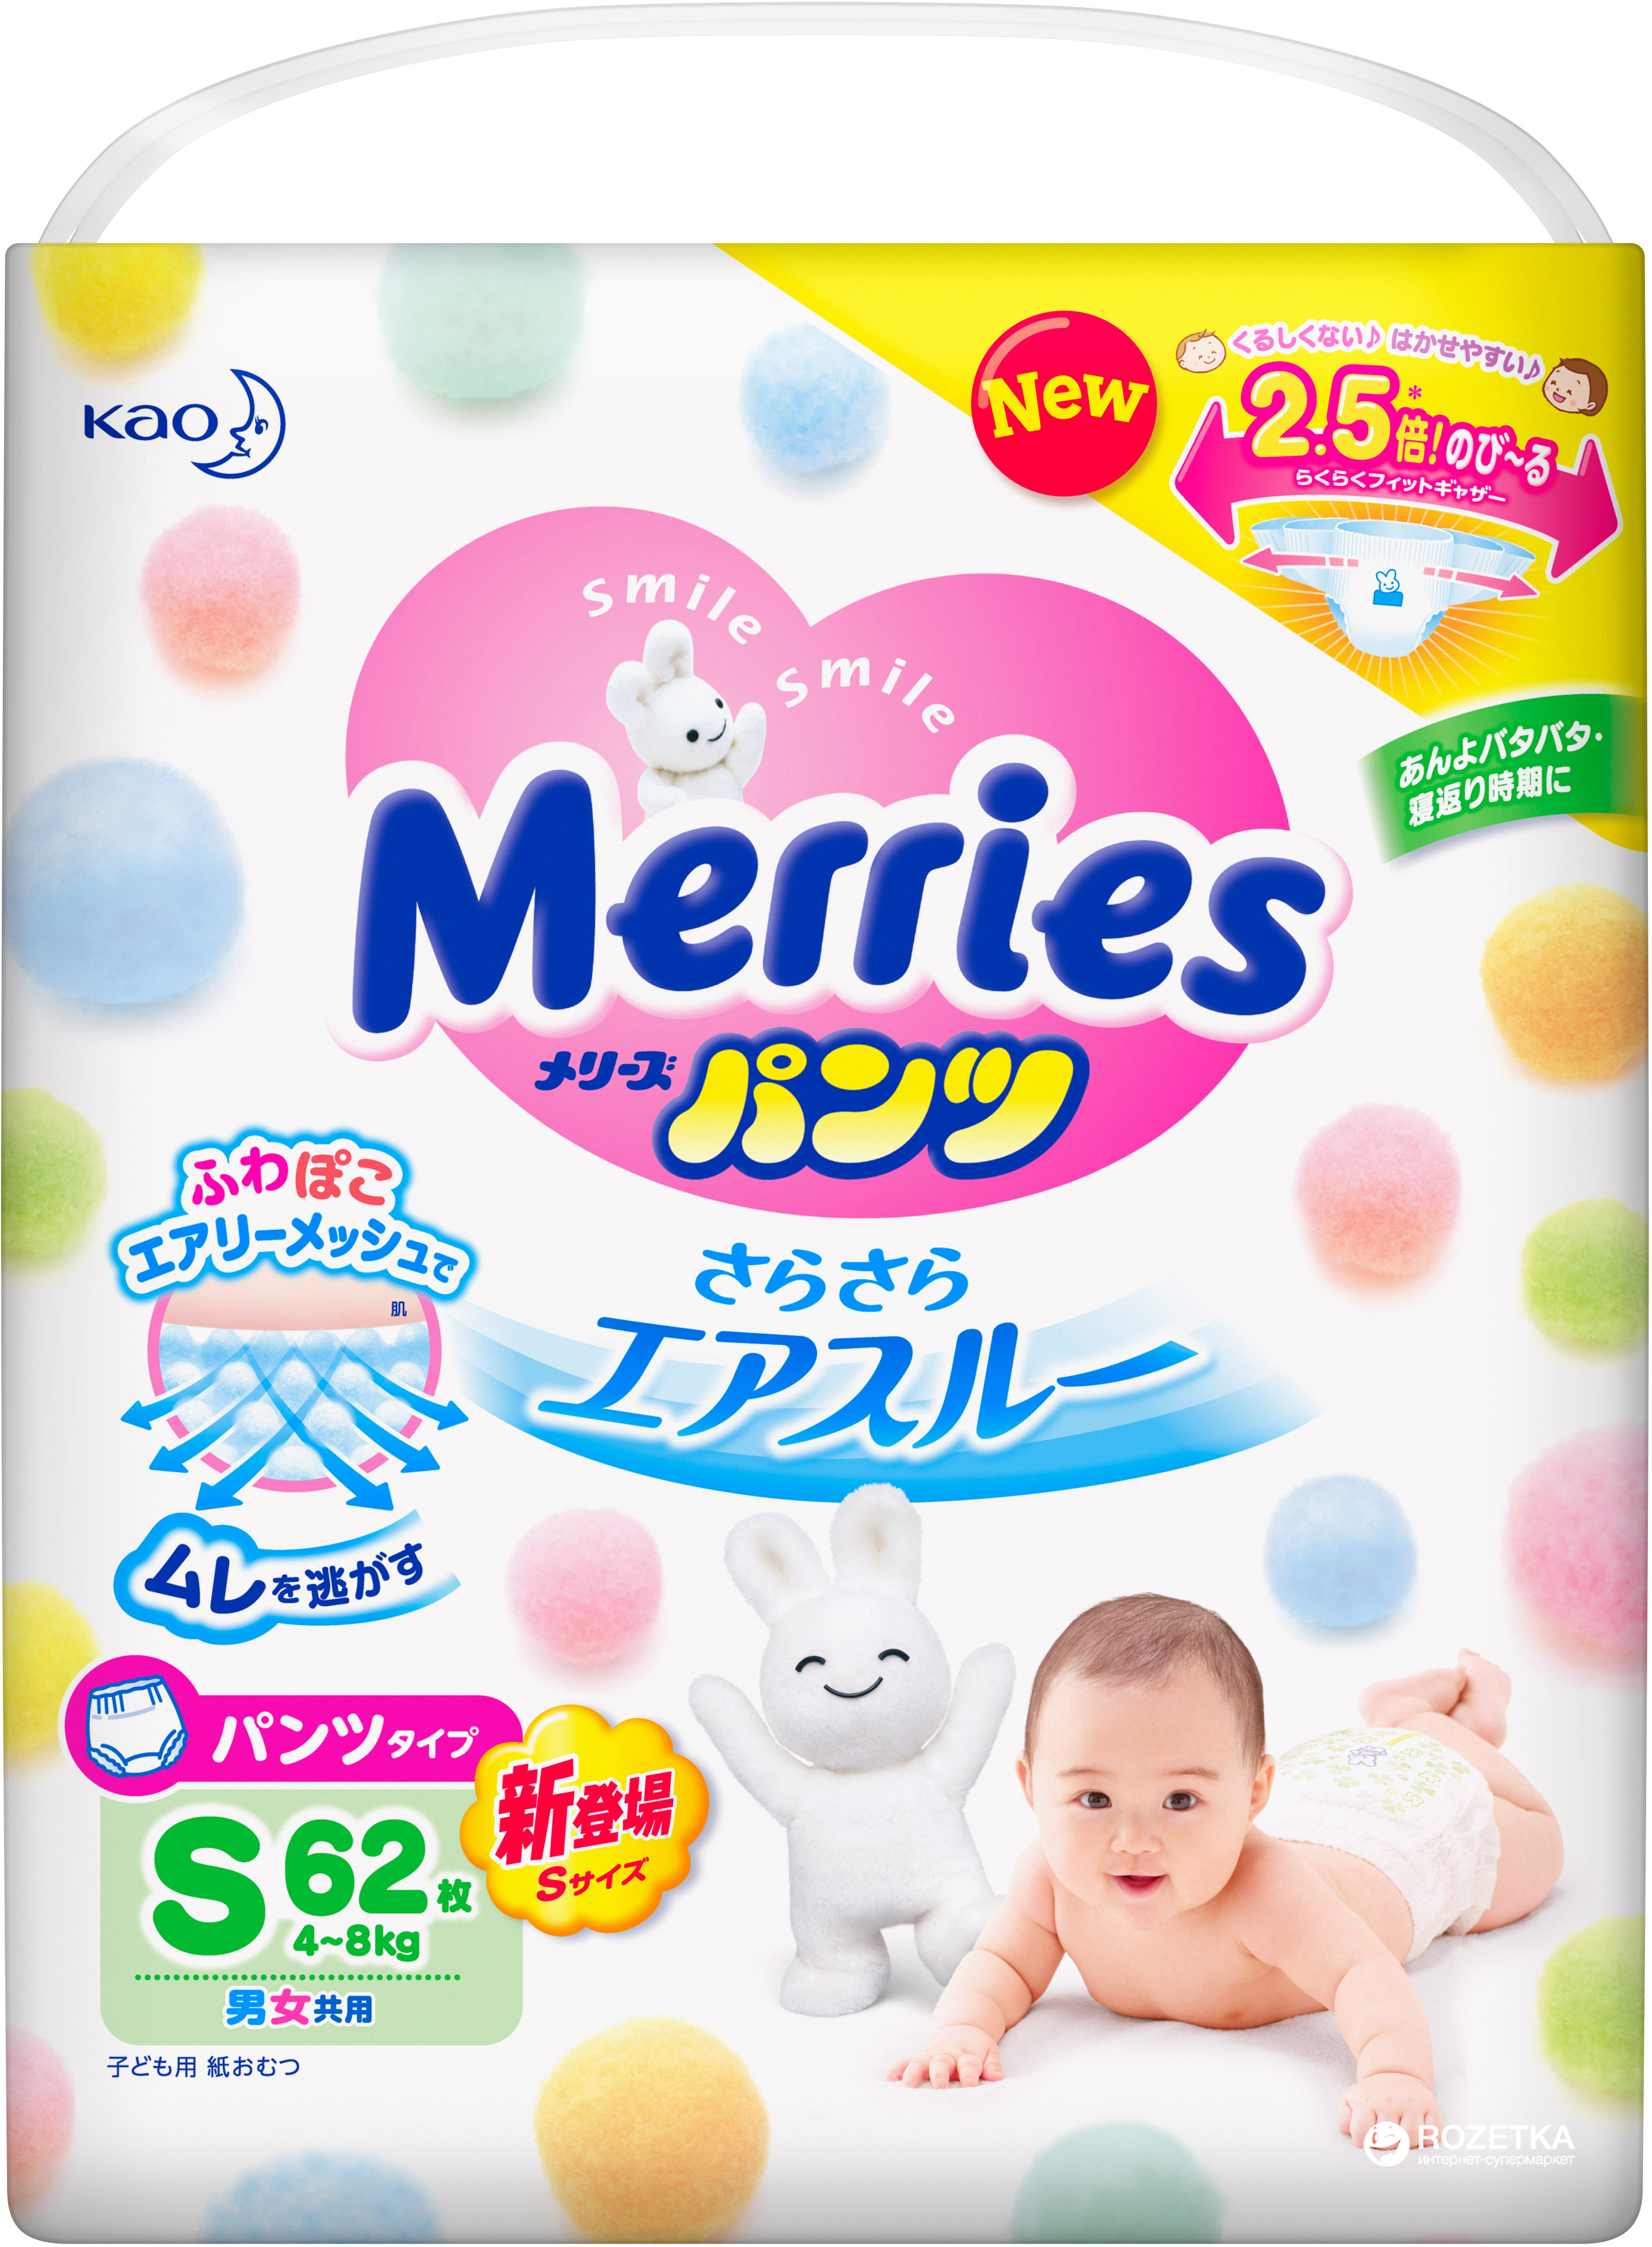 Kao
New
くるしくない♪ はかせやすい♪
2.5*倍!のび〜る
らくらくフィットギャザー
smile
smile
あんよバタバタ・
寝返り時期に
Merries
メリーズ パンツ
ふわぽこ
エアリーメッシュで
肌
ムレを逃がす
さらさら
エアスルー
パンツタイプ
新登場
Sサイズ
S 62枚
4~8kg
男女共用
子ども用 紙おむつ
ROZETKA
интернет-супермаркет